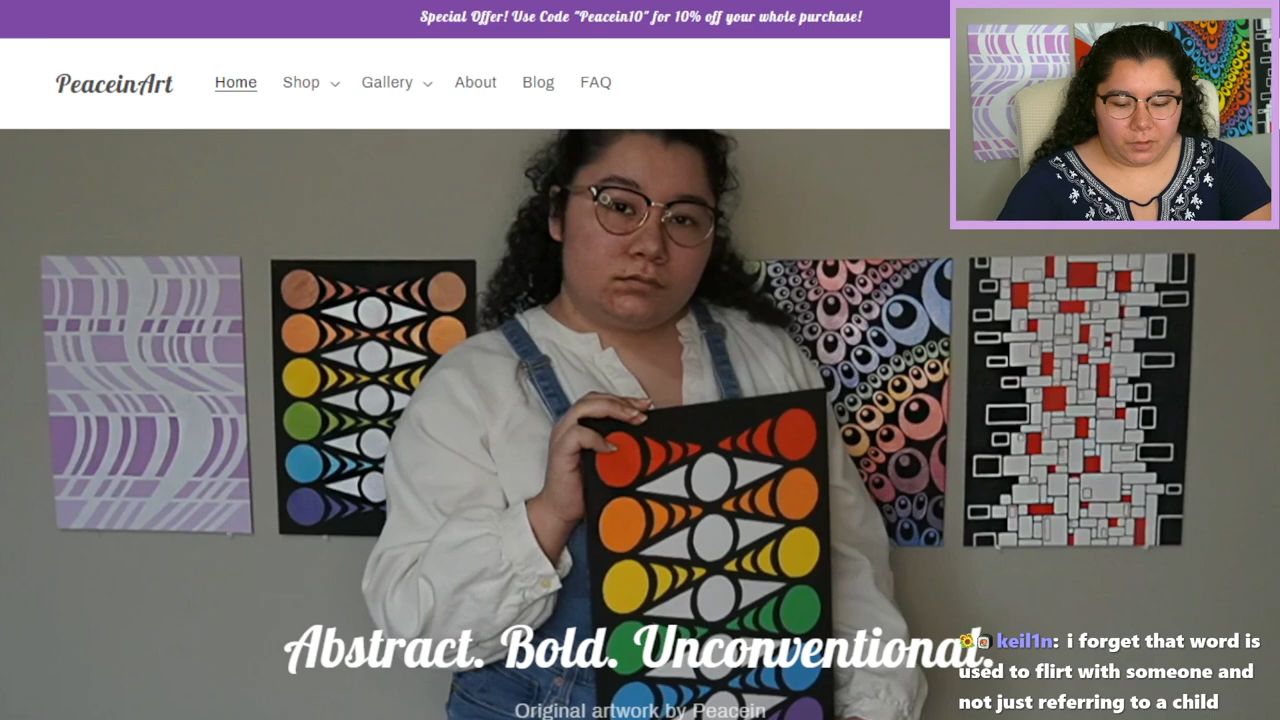 Special Offer! Use Code "Peacein10" for 10% off your whole purchase!
PeaceinArt
Home
Shop
Gallery
About
Blog
FAQ
Abstract. Bold. Unconventional.
Original artwork by Peacein
keil1n: i forget that word is
used to flirt with someone and
not just referring to a child